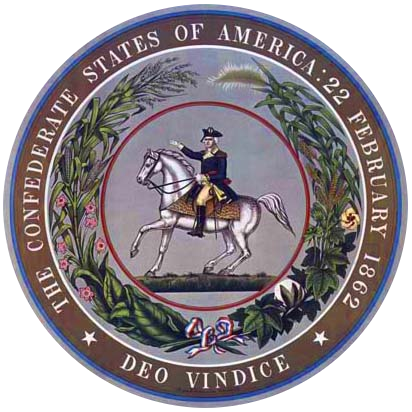 THE CONFEDERATE STATES OF AMERICA: 22 FEBRUARY 1862
DEO VINDICE